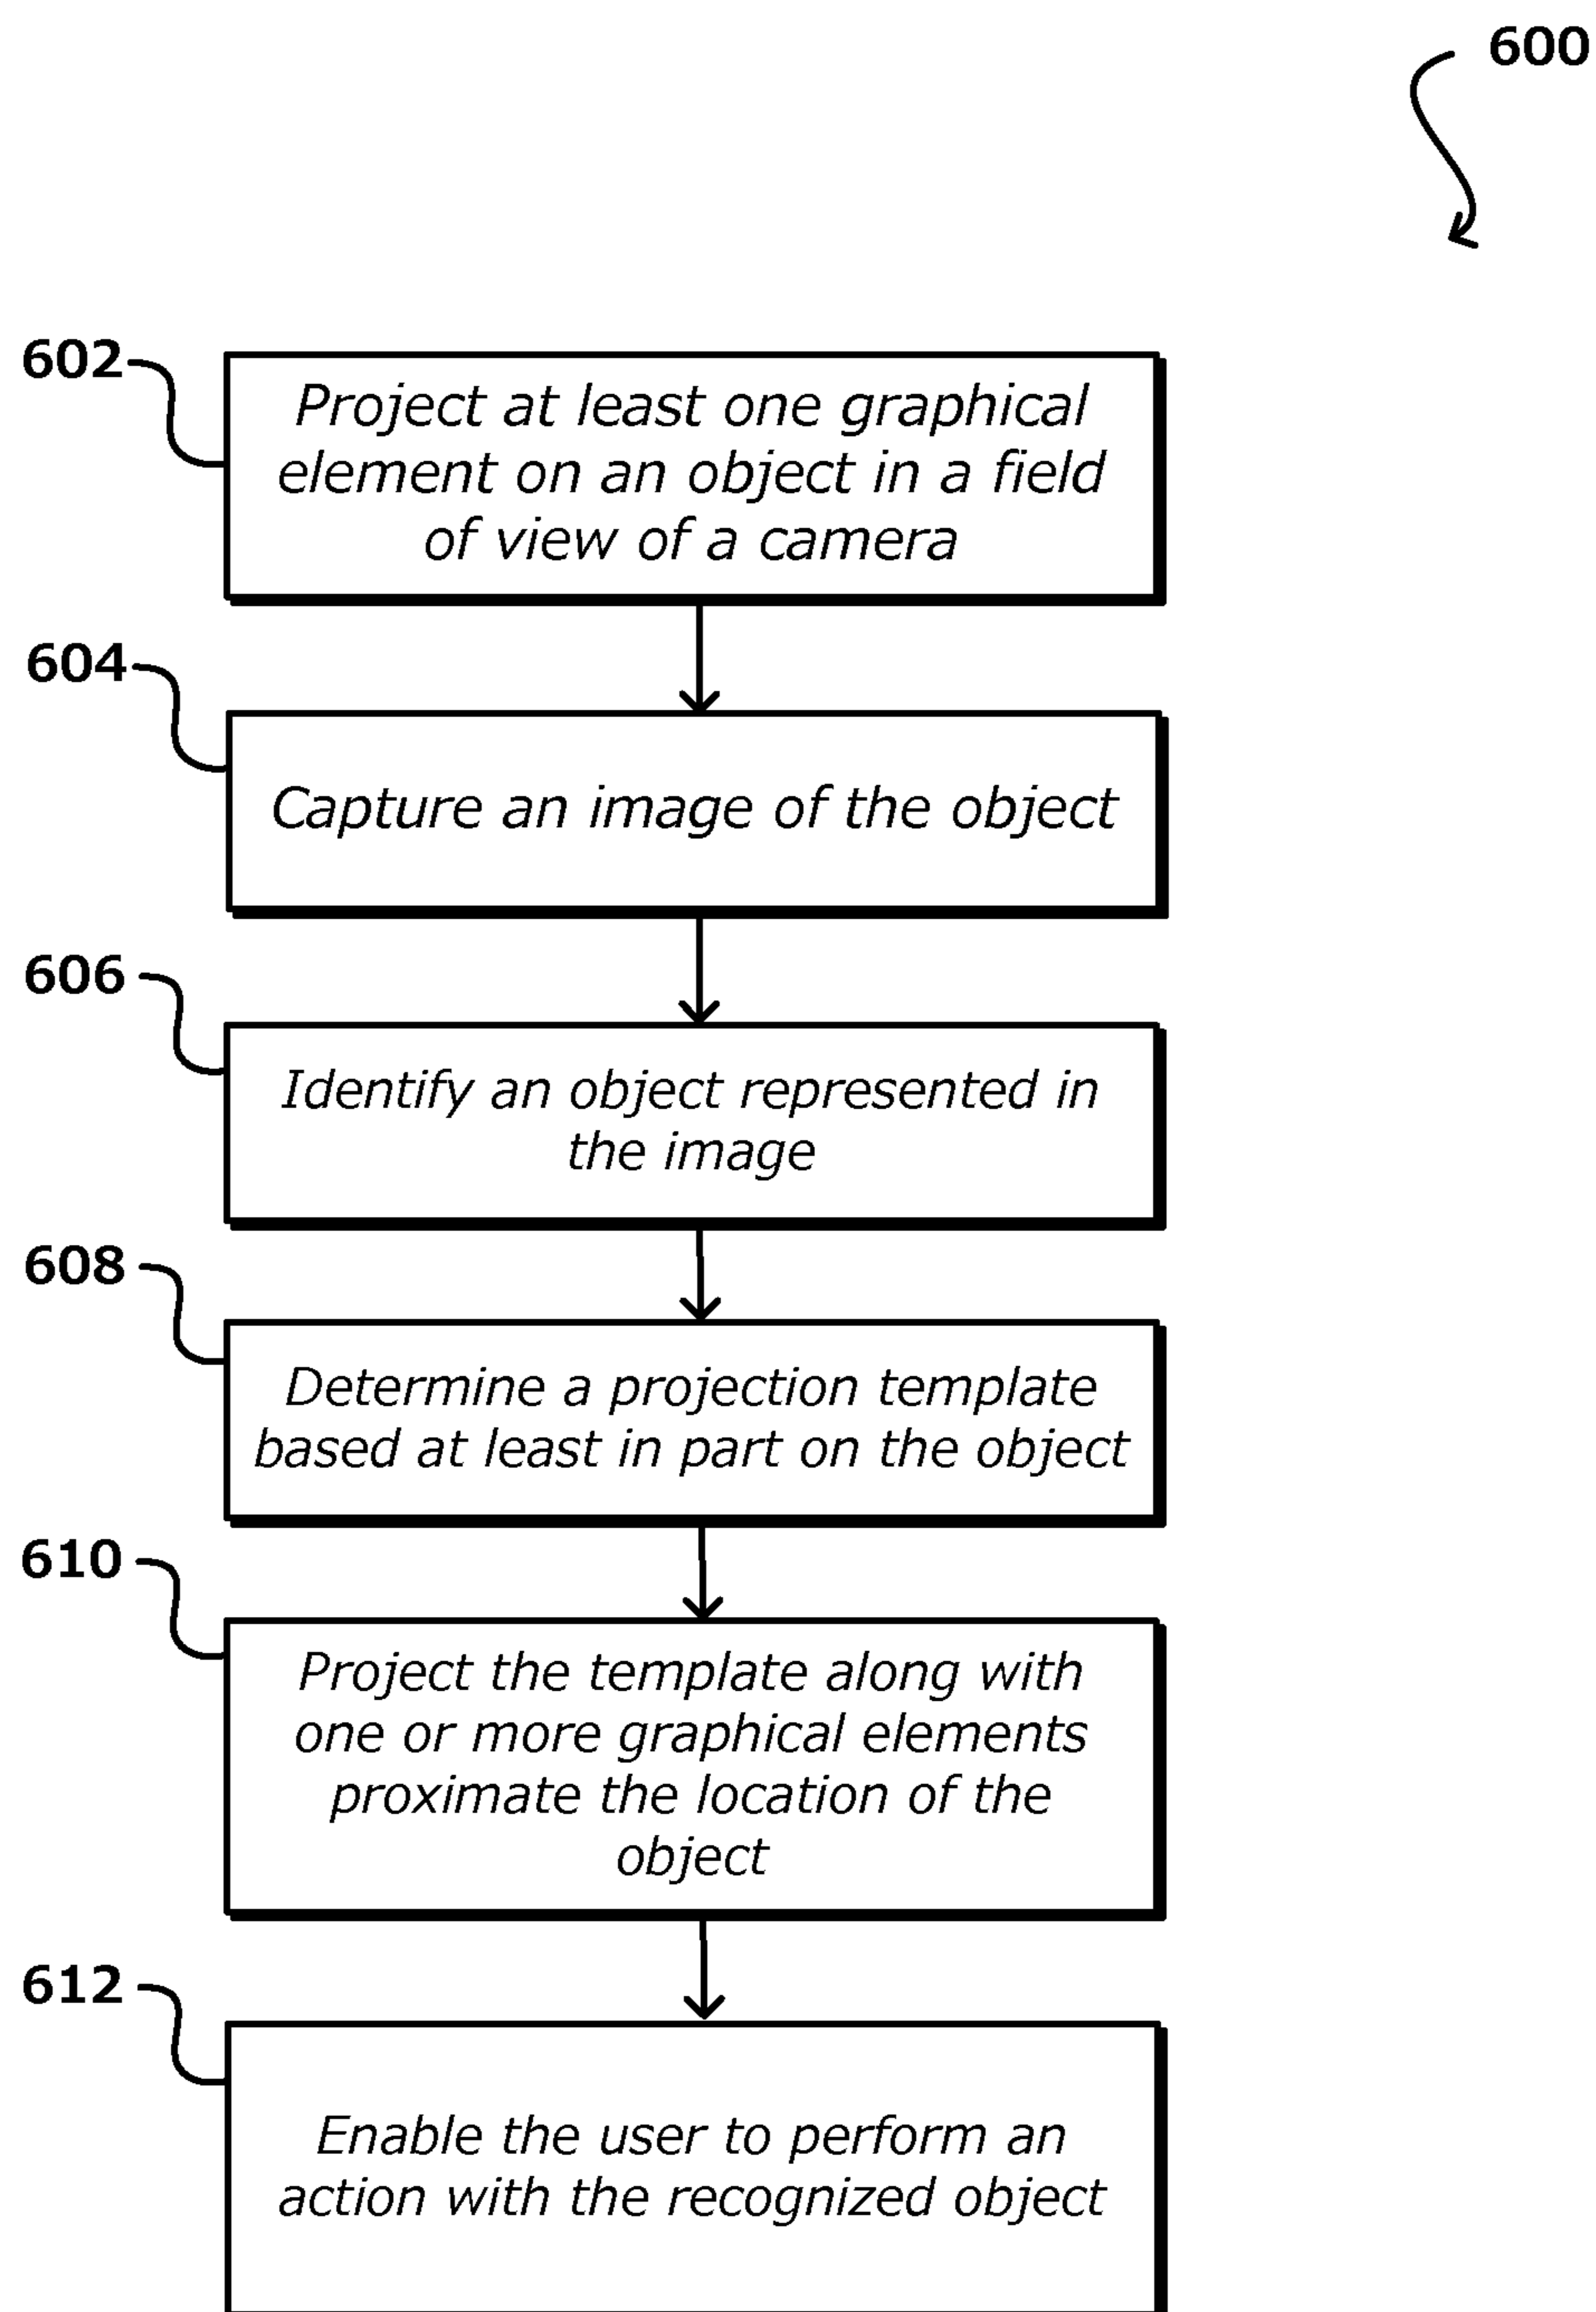 600
602
Project at least one graphical
element on an object in a field
of view of a camera
604
Capture an image of the object
606
Identify an object represented in
the image
608
Determine a projection template
based at least in part on the object
610
Project the template along with
one or more graphical elements
proximate the location of the
object
612
Enable the user to perform an
action with the recognized object